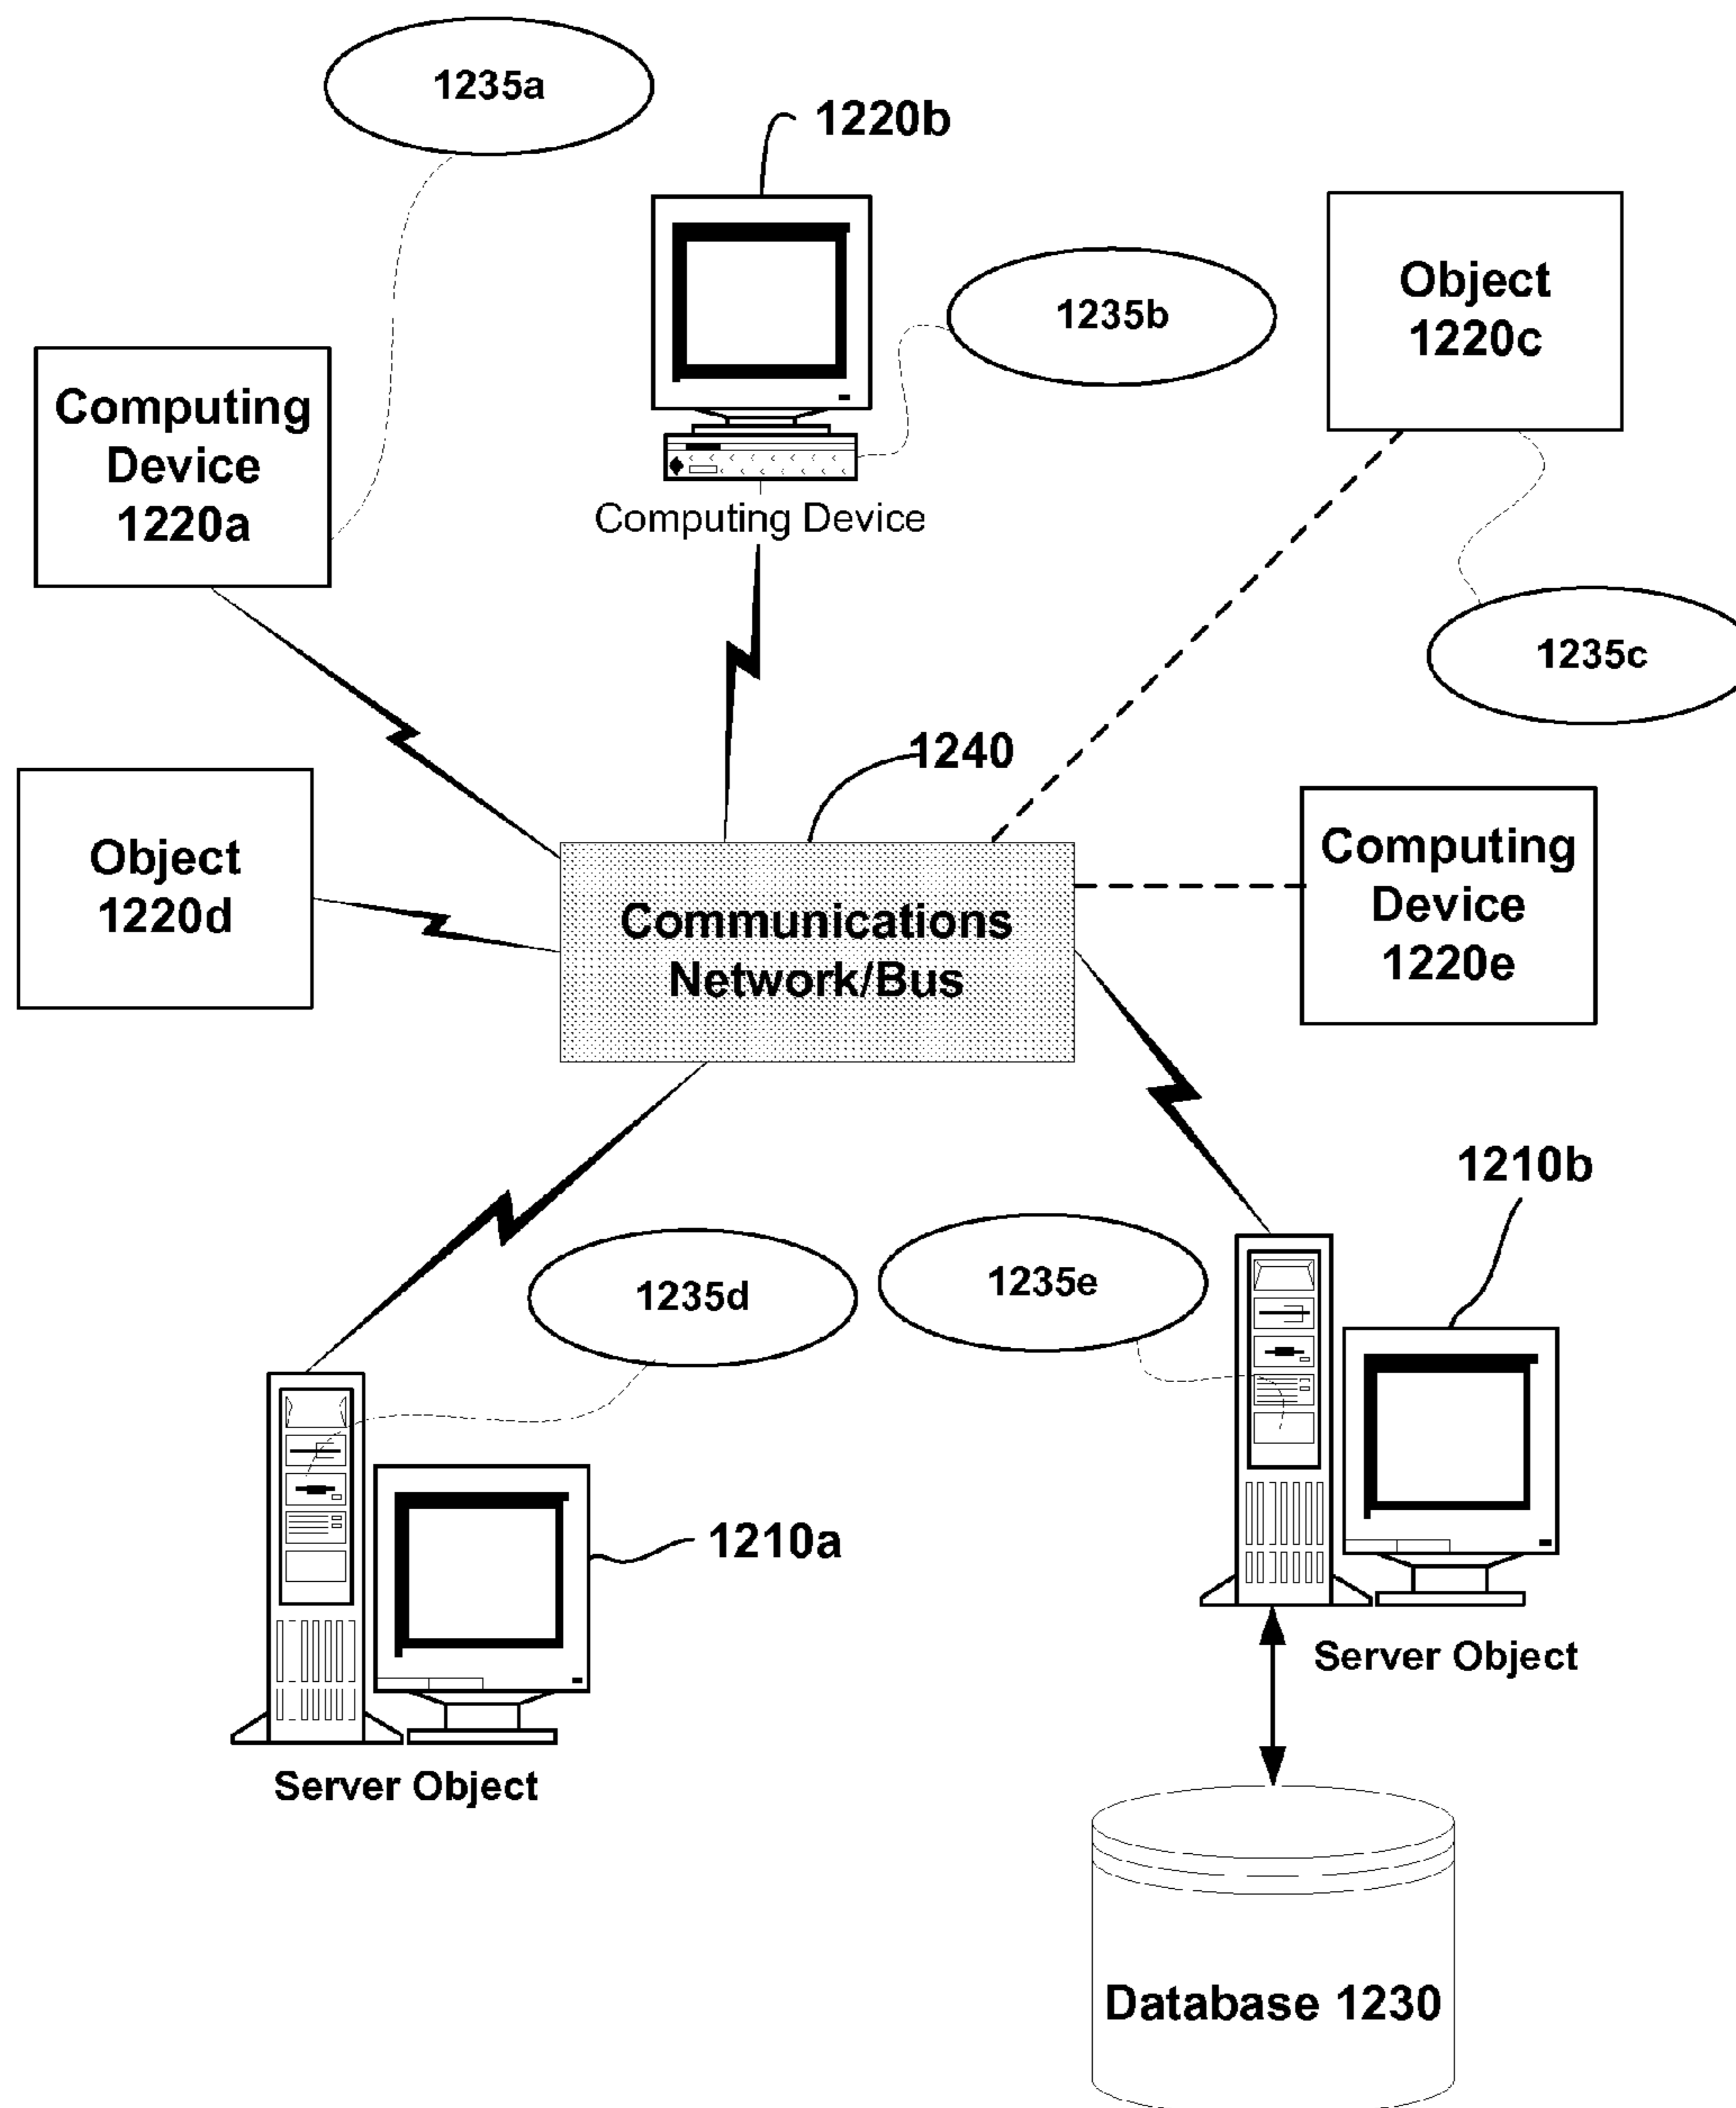 1235a
1220b
1235b
Object
1220c
Computing
Device
1220a
Computing Device
1235c
1240
Object
1220d
Communications
Network/Bus
Computing
Device
1220e
1210b
1235d
1235e
1210a
Server Object
Server Object
Database 1230